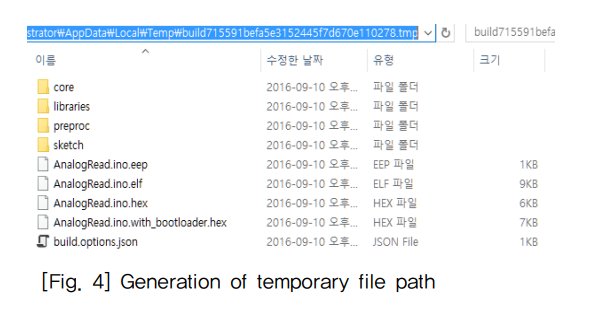 strator₩AppData₩Local₩Temp₩build715591befa5e3152445f7d670e110278.tmp build715591befa
이름 수정한 날짜 유형 크기
core 2016-09-10 오후... 파일 폴더
libraries 2016-09-10 오후... 파일 폴더
preproc 2016-09-10 오후... 파일 폴더
sketch 2016-09-10 오후... 파일 폴더
AnalogRead.ino.eep 2016-09-10 오후... EEP 파일 1KB
AnalogRead.ino.elf 2016-09-10 오후... ELF 파일 9KB
AnalogRead.ino.hex 2016-09-10 오후... HEX 파일 6KB
AnalogRead.ino.with_bootloader.hex 2016-09-10 오후... HEX 파일 7KB
build.options.json 2016-09-10 오후... JSON File 1KB
[Fig. 4] Generation of temporary file path